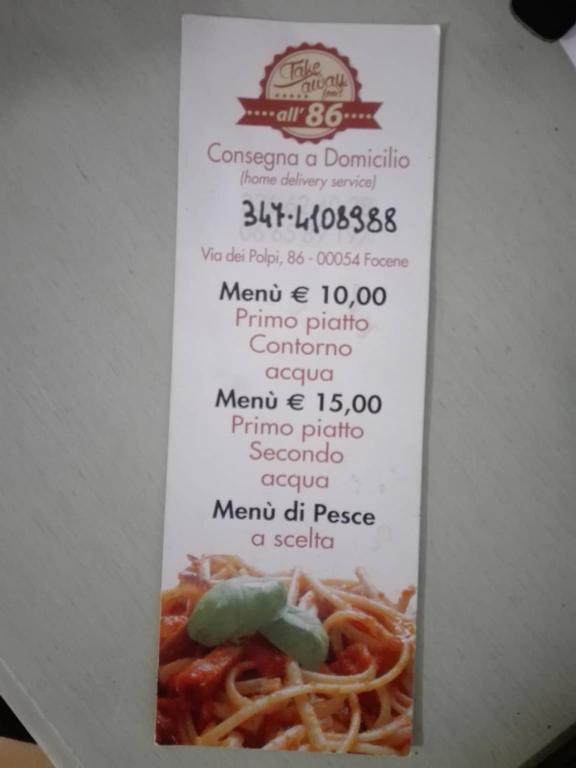 Take
away
all' 86
Consegna a Domicilio
(home delivery service)
347.4108988
Via dei Polpi, 86 - 00054 Focene
Menù € 10,00
Primo piatto
Contorno
acqua
Menù € 15,00
Primo piatto
Secondo
acqua
Menù di Pesce
a scelta